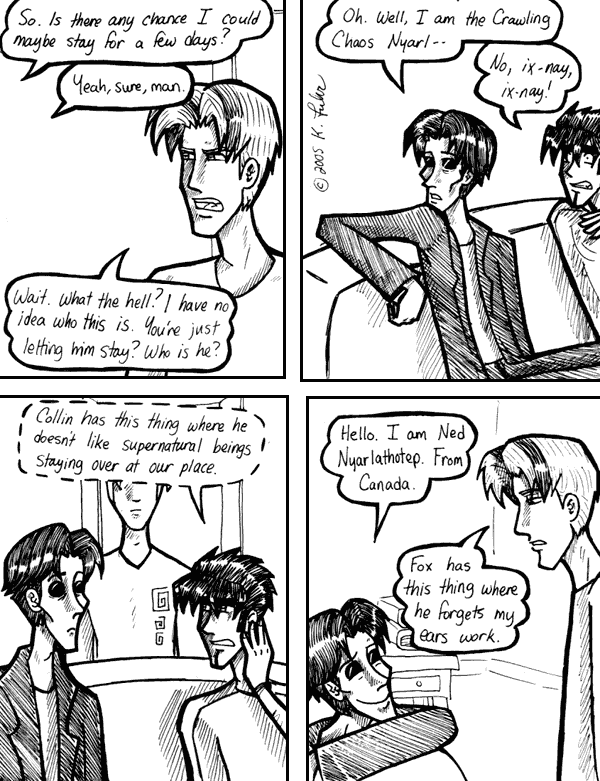 So. Is there any chance I could
maybe stay for a few days?
Yeah, sure, man.
Wait. What the hell? I have no
idea who this is. You're just
letting him stay? Who is he?
Oh. Well, I am the Crawling
Chaos Nyarl--
No, ix-nay,
ix-nay!
© 2005 K.
Collin has this thing where he
doesn't like supernatural beings
staying over at our place.
Hello. I am Ned
Nyarlathotep. From
Canada.
Fox has
this thing where
he forgets my
ears work.